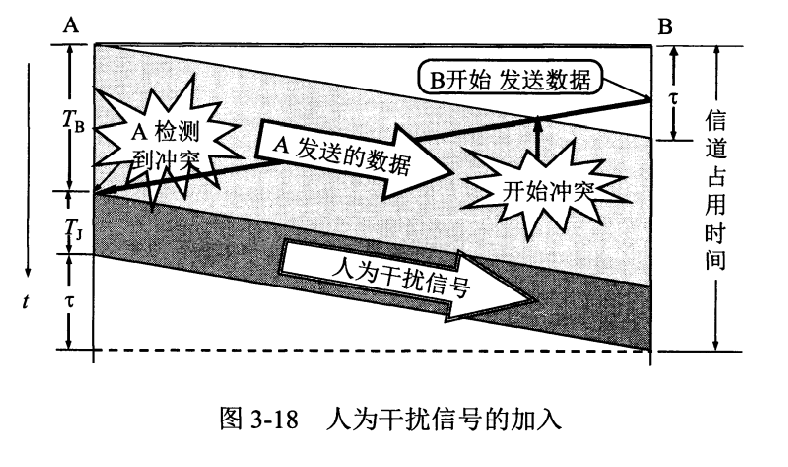 A
B
B开始 发送数据
τ
T_B
A 检测
到冲突
A 发送的数据
开始冲突
信道占用时间
T_J
人为干扰信号
t
τ
图 3-18 人为干扰信号的加入